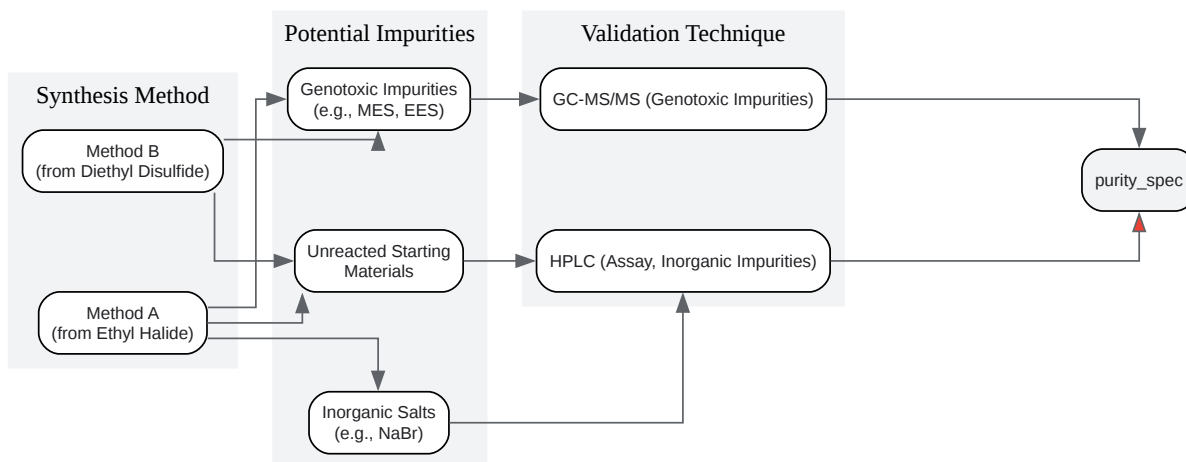 Potential Impurities
Validation Technique
Synthesis Method
Genotoxic Impurities
(e.g., MES, EES)
GC-MS/MS (Genotoxic Impurities)
Method B
(from Diethyl Disulfide)
purity_spec
Unreacted Starting
Materials
HPLC (Assay, Inorganic Impurities)
Method A
(from Ethyl Halide)
Inorganic Salts
(e.g., NaBr)